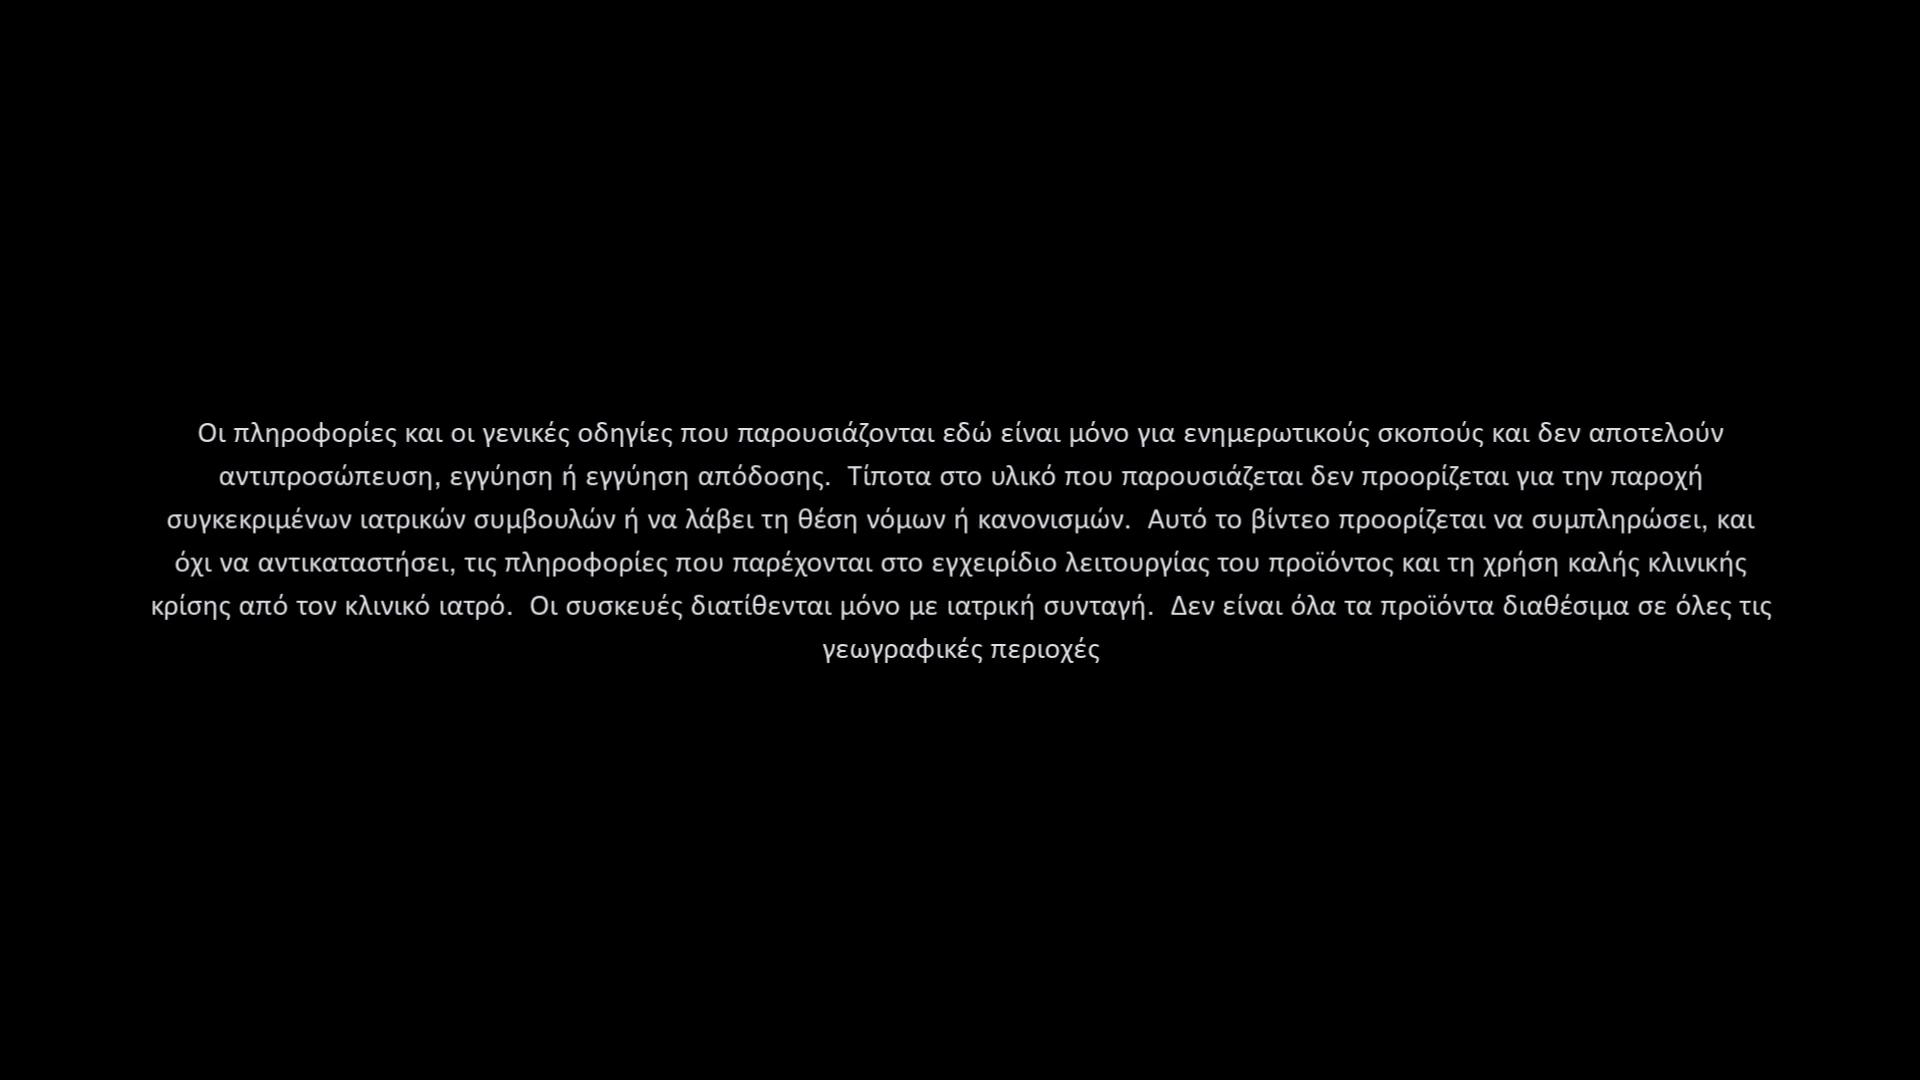 Οι πληροφορίες και οι γενικές οδηγίες που παρουσιάζονται εδώ είναι μόνο για ενημερωτικούς σκοπούς και δεν αποτελούν
αντιπροσώπευση, εγγύηση ή εγγύηση απόδοσης.  Τίποτα στο υλικό που παρουσιάζεται δεν προορίζεται για την παροχή
συγκεκριμένων ιατρικών συμβουλών ή να λάβει τη θέση νόμων ή κανονισμών.  Αυτό το βίντεο προορίζεται να συμπληρώσει, και
όχι να αντικαταστήσει, τις πληροφορίες που παρέχονται στο εγχειρίδιο λειτουργίας του προϊόντος και τη χρήση καλής κλινικής
κρίσης από τον κλινικό ιατρό.  Οι συσκευές διατίθενται μόνο με ιατρική συνταγή.  Δεν είναι όλα τα προϊόντα διαθέσιμα σε όλες τις
γεωγραφικές περιοχές